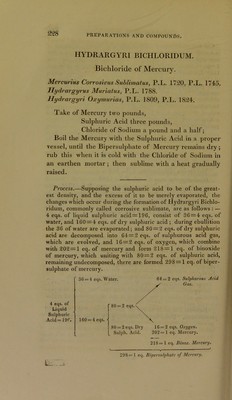 228 PREPARATIONS AND COMPOUNDS.
HYDRARGYRI BICHLORIDUM.
Bichloride of Mercury.
Mercurius Corrosivus Sublimatus, P.L. 1720, P.L. 1745.
Hydrargyrus Muriatus, P.L. 1788.
Hydrargyri Oxymurias, P.L. 1809, P.L. 1824.
Take of Mercury two pounds,
Sulphuric Acid three pounds,
Chloride of Sodium a pound and a half;
Boil the Mercury with the Sulphuric Acid in a proper
vessel, until the Bipersulphate of Mercury remains dry;
rub this when it is cold with the Chloride of Sodium in
an earthen mortar; then sublime with a heat gradually
raised.
Process.—Supposing the sulphuric acid to be of the great-
est density, and the excess of it to be merely evaporated, the
changes which occur during the formation of Hydrargyri Bichlo-
ridum, commonly called corrosive sublimate, are as follows:—
4 eqs. of liquid sulphuric acid=196, consist of 36=4 eqs. of
water, and 160=4 eqs. of dry sulphuric acid; during ebullition
the 36 of water are evaporated; and 80=2 eqs. of dry sulphuric
acid are decomposed into 64=2 eqs. of sulphurous acid gas,
which are evolved, and 16=2 eqs. of oxygen, which combine
with 202=1 eq. of mercury and form 218=1 eq. of binoxide
of mercury, which uniting with 80=2 eqs. of sulphuric acid,
remaining undecomposed, there are formed 298=1 eq. of biper-
sulphate of mercury.
36=4 eqs. Water. 64=2 eqs. Sulphurous Acid
Gas.
4 eqs. of
Liquid
Sulphuric
Acid=196.
160=4 eqs.
80=2 eqs.
80=2 eqs. Dry
Sulph. Acid.
16=2 eqs. Oxygen.
202=1 eq. Mercury.
218=1 eq. Binox. Mercury.
298=1 eq. Bipersulphate of Mercury.